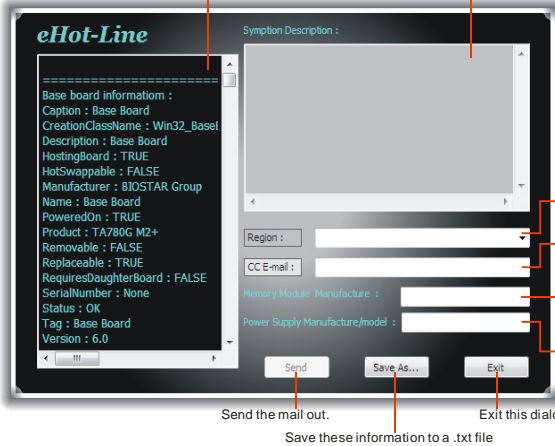 eHot-Line
Symption Description :
=======================
Base board informatiom :
Caption : Base Board
CreationClassName : Win32_Basel
Description : Base Board
HostingBoard : TRUE
HotSwappable : FALSE
Manufacturer : BIOSTAR Group
Name : Base Board
PoweredOn : TRUE
Product : TA780G M2+
Removable : FALSE
Replaceable : TRUE
RequiresDaughterBoard : FALSE
SerialNumber : None
Status : OK
Tag : Base Board
Version : 6.0
Region :
CC E-mail :
Memory Module Manufacture :
Power Supply Manufacture/model :
Send
Save As...
Exit
Send the mail out.
Exit this dialo
Save these information to a .txt file